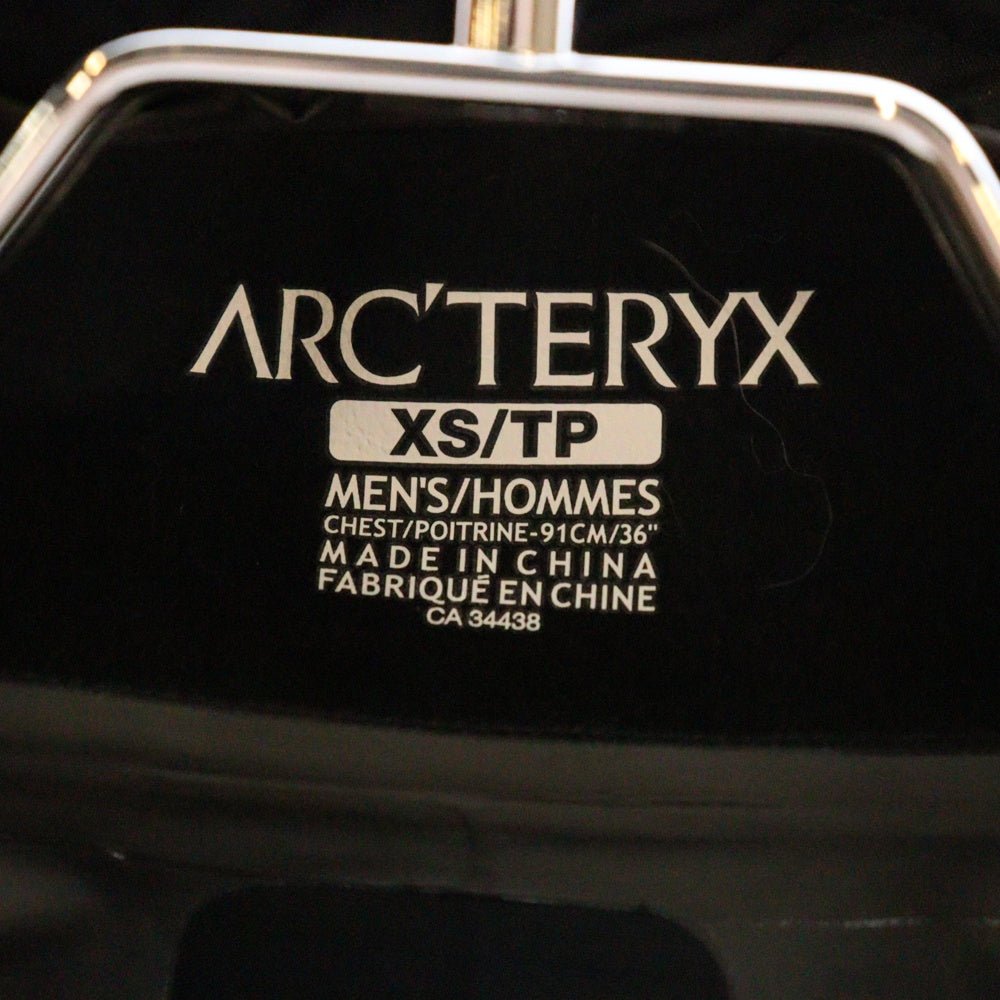 ARC'TERYX
XS/TP
MEN'S/HOMMES
CHEST/POITRINE-91CM/36"
MADE IN CHINA
FABRIQUÉ EN CHINE
CA 34438